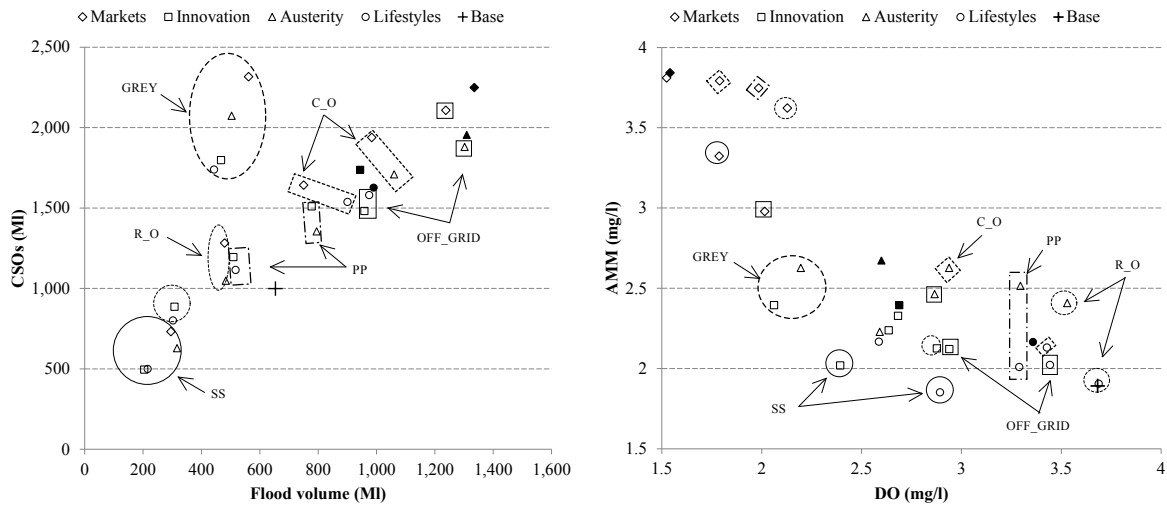 Markets Innovation Austerity Lifestyles Base
2,500
2,000
1,500
1,000
500
0
CSOs (Ml)
GREY
C_O
R_O
OFF_GRID
PP
SS
0 200 400 600 800 1,000 1,200 1,400 1,600
Flood volume (Ml)
Markets Innovation Austerity Lifestyles Base
4
3.5
3
2.5
2
1.5
AMM (mg/l)
C_O
PP
GREY
R_O
SS
OFF_GRID
1.5 2 2.5 3 3.5 4
DO (mg/l)